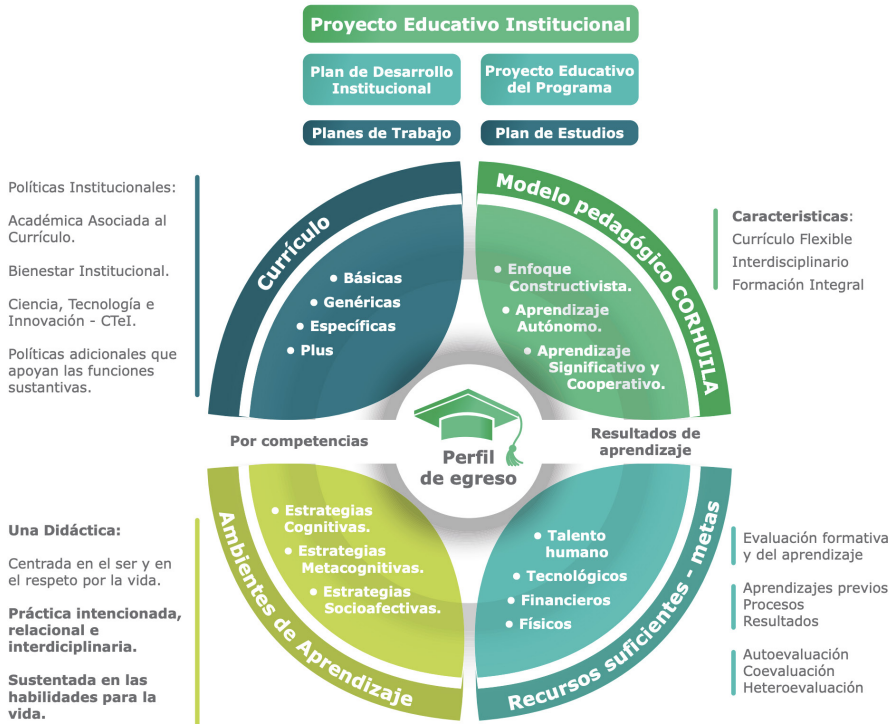 Proyecto Educativo Institucional
Plan de Desarrollo
Institucional
Proyecto Educativo
del Programa
Planes de Trabajo
Plan de Estudios
Políticas Institucionales:
Académica Asociada al
Currículo.
Bienestar Institucional.
Ciencia, Tecnología e
Innovación - CTeI.
Políticas adicionales que
apoyan las funciones
sustantivas.
Currículo
• Básicas
• Genéricas
• Específicas
• Plus
Modelo pedagógico CORHUILA
• Enfoque
Constructivista.
• Aprendizaje
Autónomo.
• Aprendizaje
Significativo y
Cooperativo.
Caracteristicas:
Currículo Flexible
Interdisciplinario
Formación Integral
Por competencias
Perfil
de egreso
Resultados de
aprendizaje
Una Didáctica:
Centrada en el ser y en
el respeto por la vida.
Práctica intencionada,
relacional e
interdiciplinaria.
Sustentada en las
habilidades para la
vida.
Ambientes de Aprendizaje
• Estrategias
Cognitivas.
• Estrategias
Metacognitivas.
• Estrategias
Socioafectivas.
• Talento
humano
• Tecnológicos
• Financieros
• Físicos
Recursos suficientes - metas
Evaluación formativa
y del aprendizaje
Aprendizajes previos
Procesos
Resultados
Autoevaluación
Coevaluación
Heteroevaluación